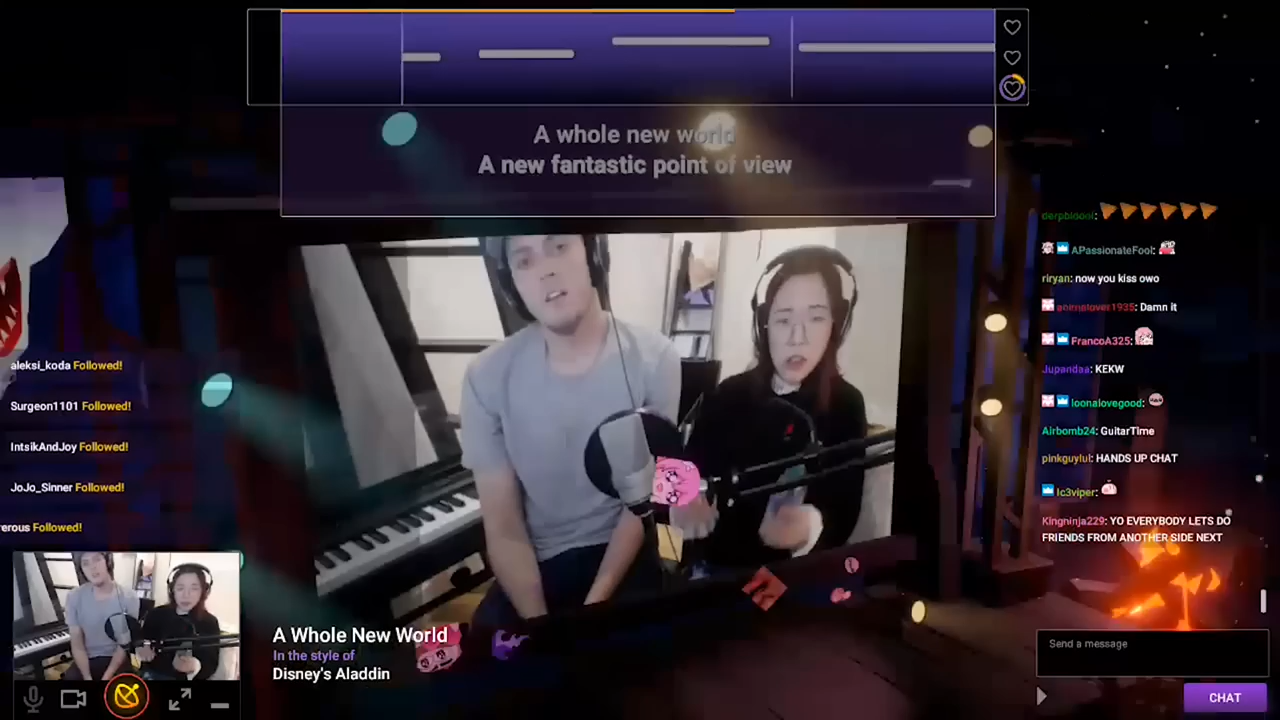 A whole new world
A new fantastic point of view
derpbloool:
APassionateFool:
riryan: now you kiss owo
animelover1935: Damn it
FrancoA325:
Jupandaa: KEKW
loonalovegood:
Airbomb24: GuitarTime
pinkguylul: HANDS UP CHAT
Ic3viper:
Kingninja229: YO EVERYBODY LETS DO
FRIENDS FROM ANOTHER SIDE NEXT
Send a message
CHAT
aleksi_koda Followed!
Surgeon1101 Followed!
IntsikAndJoy Followed!
JoJo_Sinner Followed!
erous Followed!
A Whole New World
In the style of
Disney's Aladdin